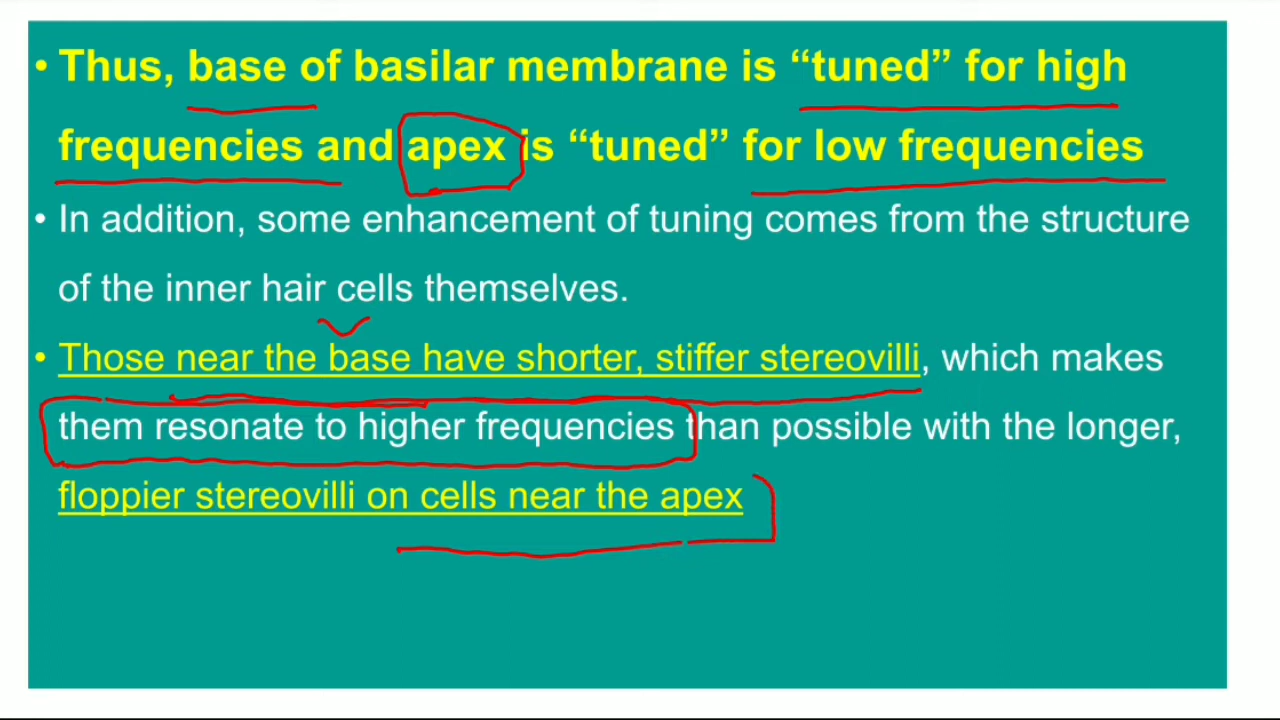 • Thus, base of basilar membrane is “tuned” for high
frequencies and apex is “tuned” for low frequencies
• In addition, some enhancement of tuning comes from the structure
of the inner hair cells themselves.
• Those near the base have shorter, stiffer stereovilli, which makes
them resonate to higher frequencies than possible with the longer,
floppier stereovilli on cells near the apex